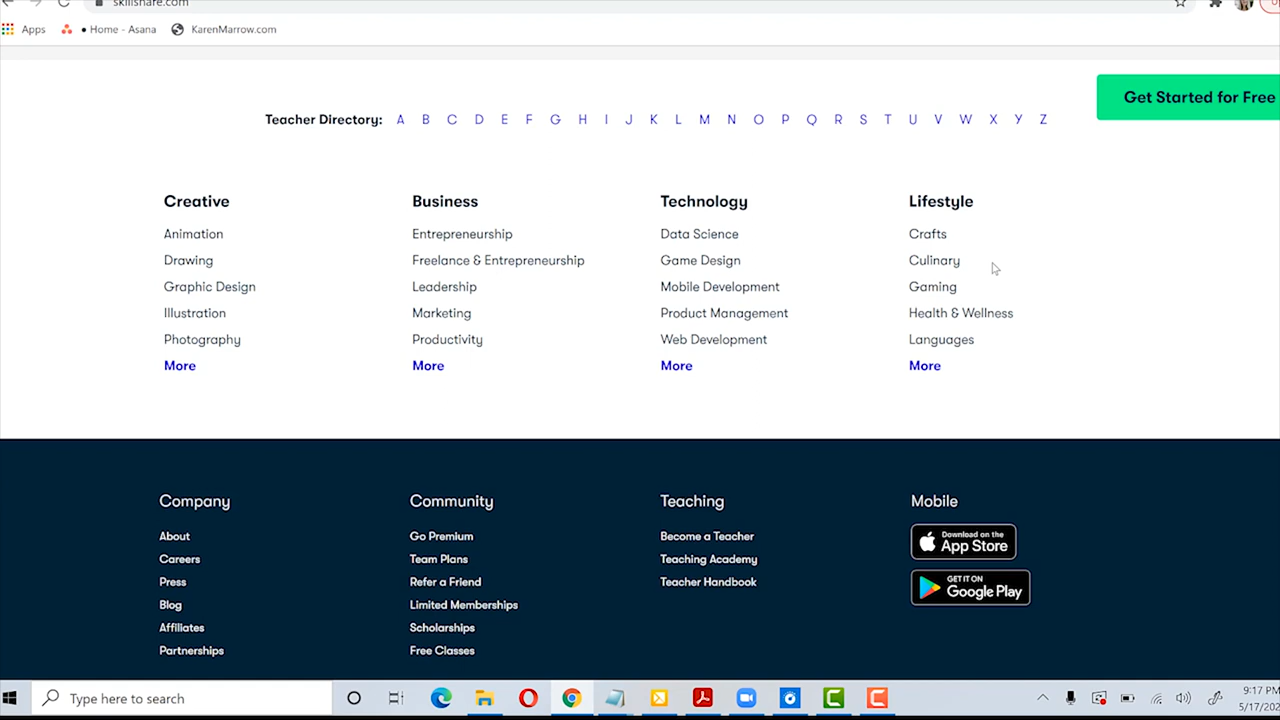 skillshare.com
Apps
Home - Asana
KarenMarrow.com
Get Started for Free
Teacher Directory: A B C D E F G H I J K L M N O P Q R S T U V W X Y Z
Creative
Animation
Drawing
Graphic Design
Illustration
Photography
More
Business
Entrepreneurship
Freelance & Entrepreneurship
Leadership
Marketing
Productivity
More
Technology
Data Science
Game Design
Mobile Development
Product Management
Web Development
More
Lifestyle
Crafts
Culinary
Gaming
Health & Wellness
Languages
More
Company
About
Careers
Press
Blog
Affiliates
Partnerships
Community
Go Premium
Team Plans
Refer a Friend
Limited Memberships
Scholarships
Free Classes
Teaching
Become a Teacher
Teaching Academy
Teacher Handbook
Mobile
Download on the
App Store
GET IT ON
Google Play
Type here to search
9:17 PM
5/17/202